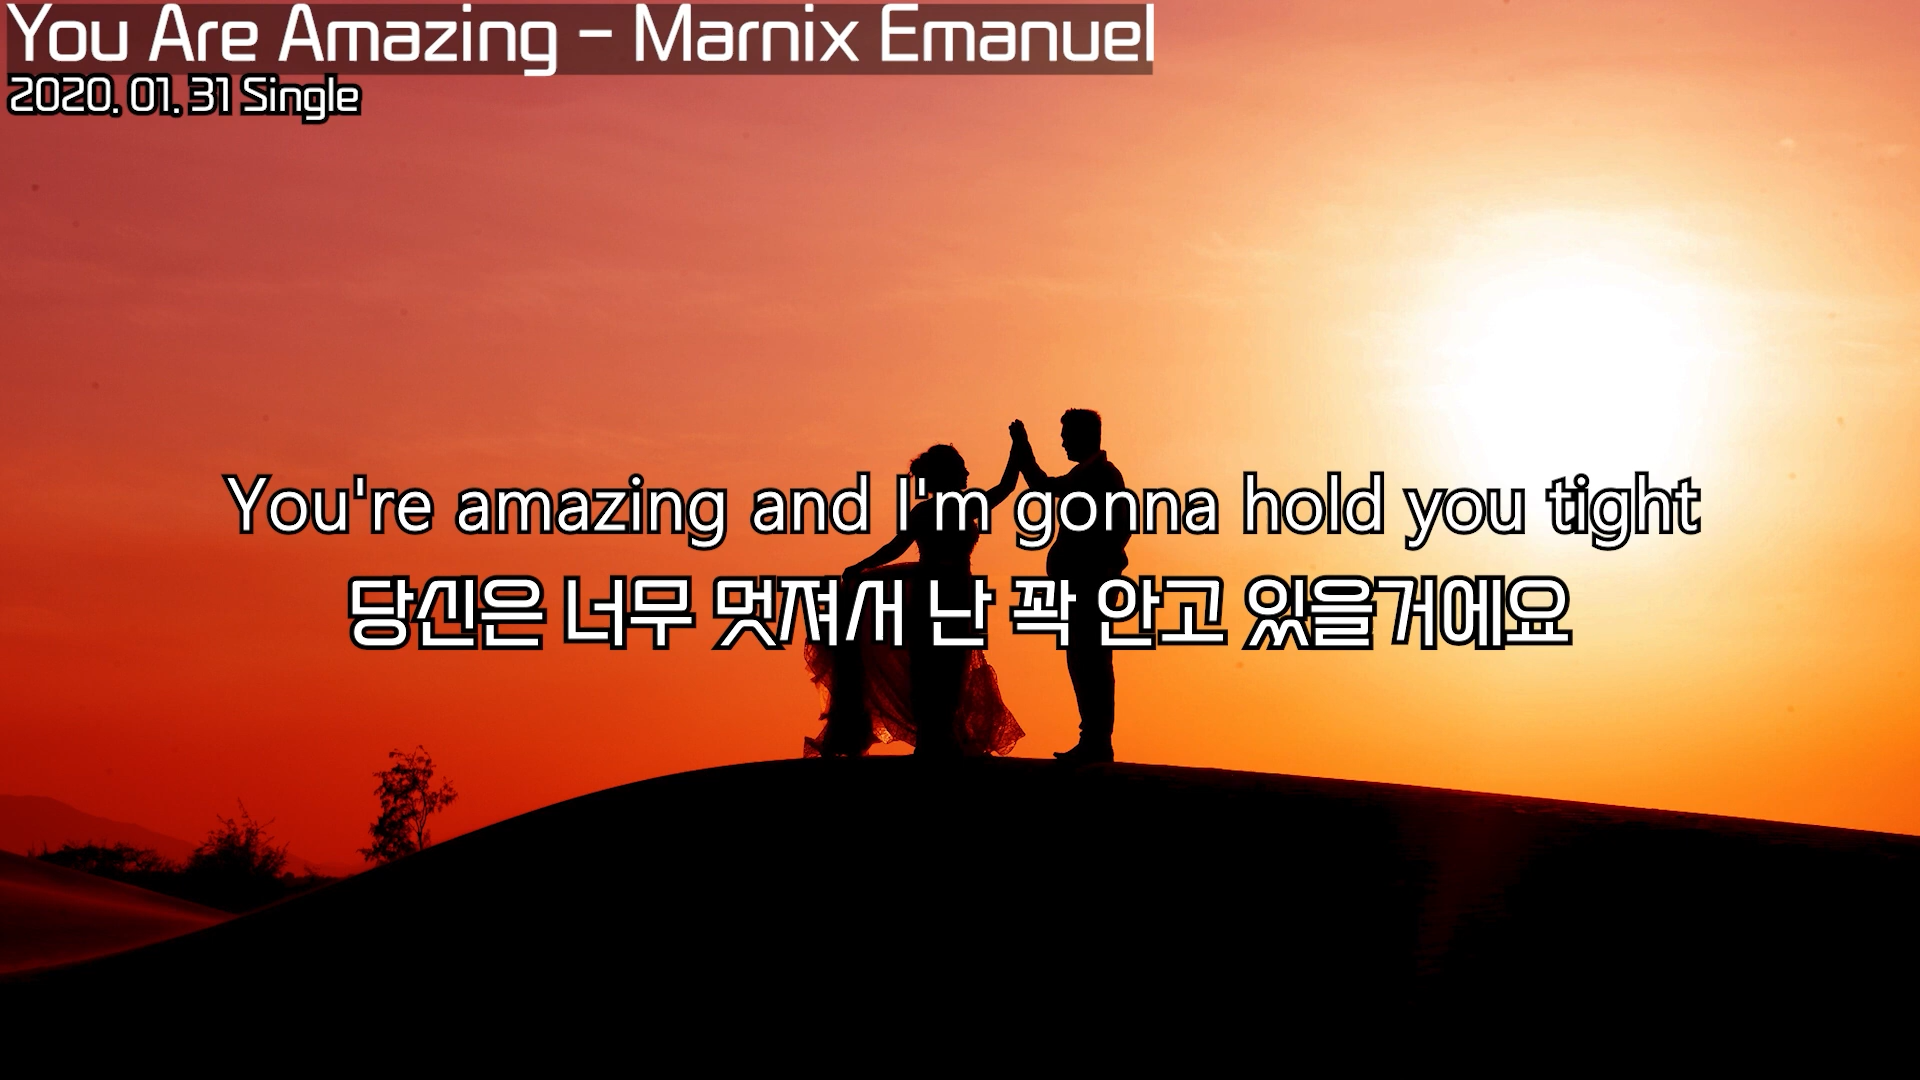 You Are Amazing - Marnix Emanuel
2020. 01. 31 Single
You're amazing and I'm gonna hold you tight
당신은 너무 멋져서 난 꽉 안고 있을거에요